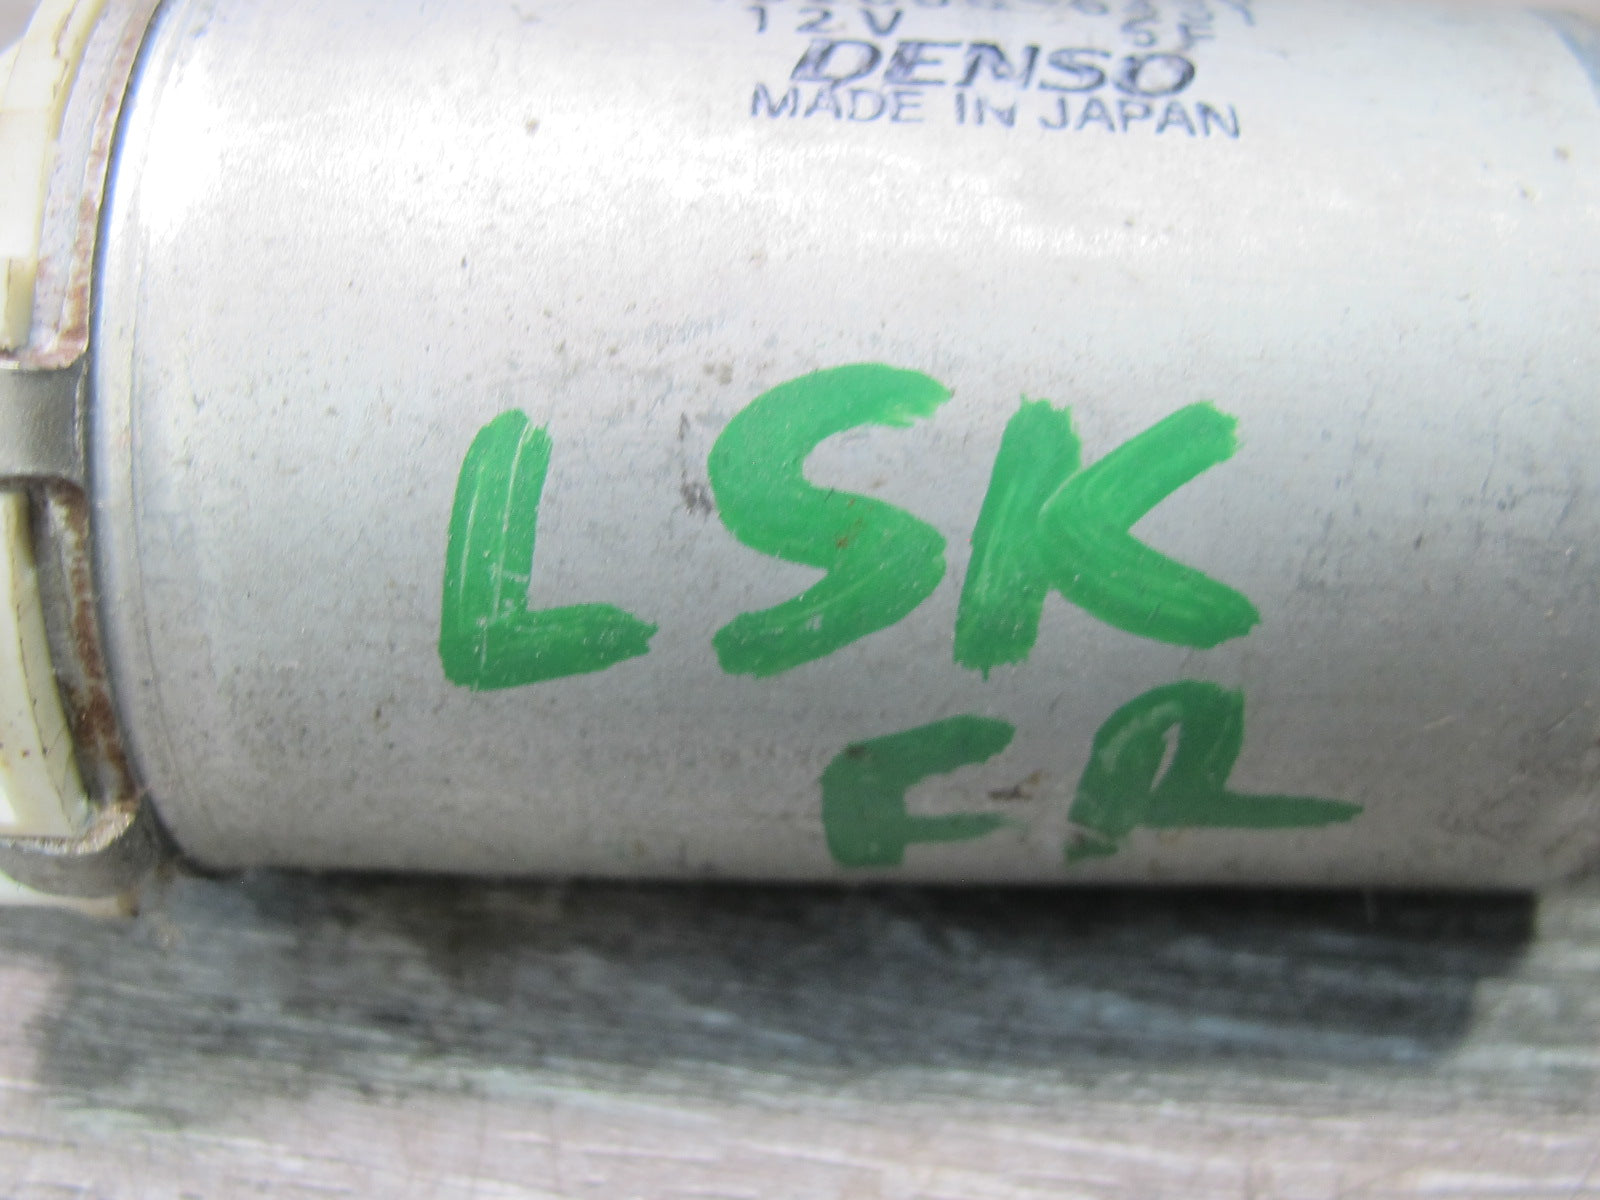 12V
DENSO
MADE IN JAPAN
LSK
FR